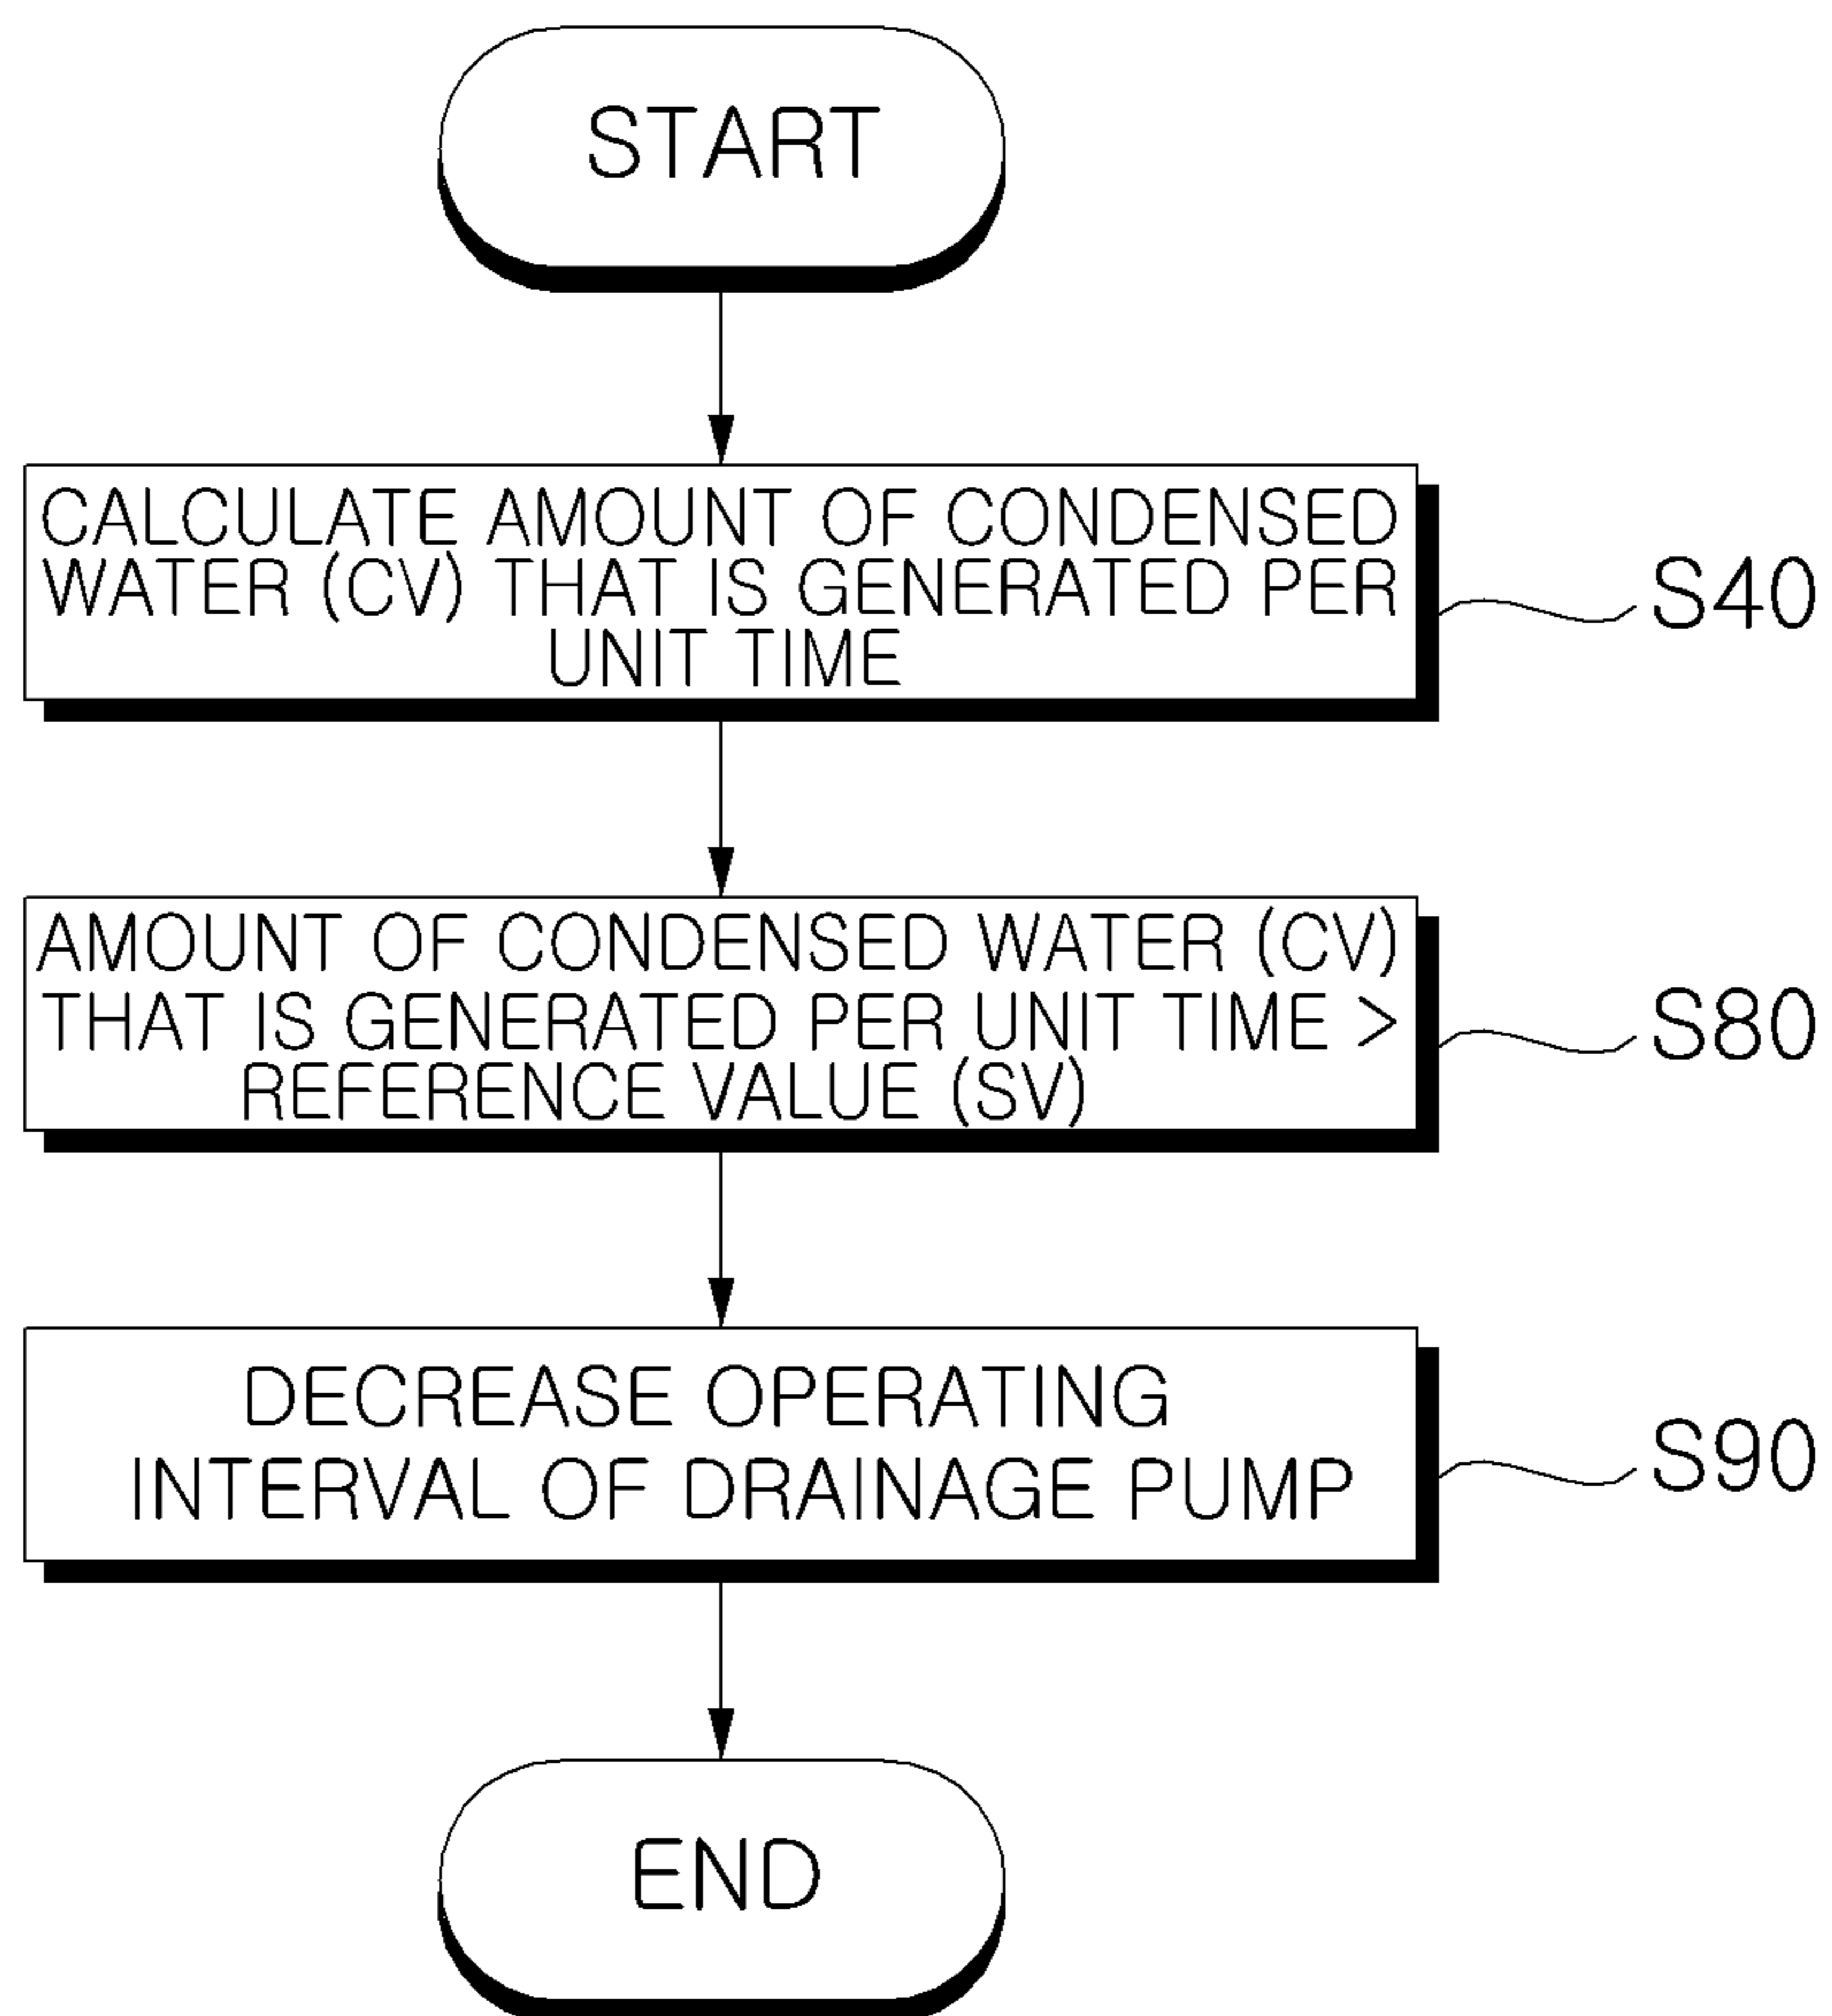 START
CALCULATE AMOUNT OF CONDENSED
WATER (CV) THAT IS GENERATED PER
UNIT TIME
S40
AMOUNT OF CONDENSED WATER (CV)
THAT IS GENERATED PER UNIT TIME >
REFERENCE VALUE (SV)
S80
DECREASE OPERATING
INTERVAL OF DRAINAGE PUMP
S90
END